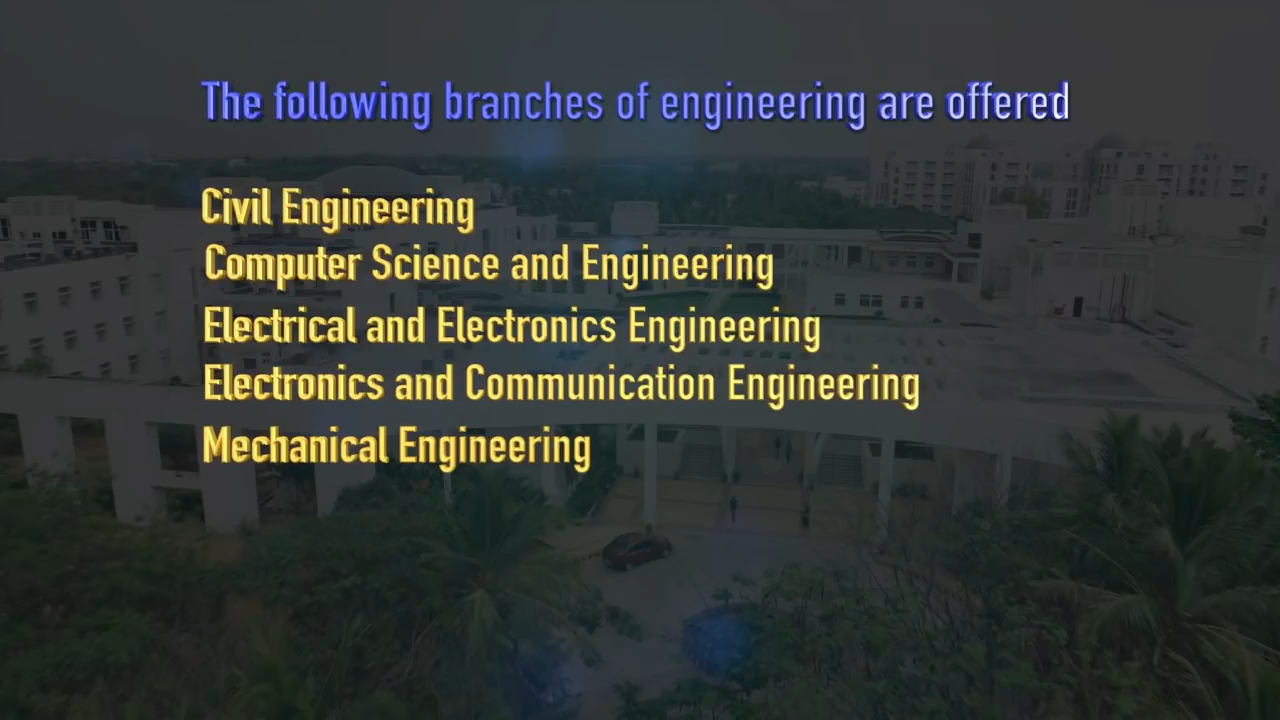 The following branches of engineering are offered
Civil Engineering
Computer Science and Engineering
Electrical and Electronics Engineering
Electronics and Communication Engineering
Mechanical Engineering